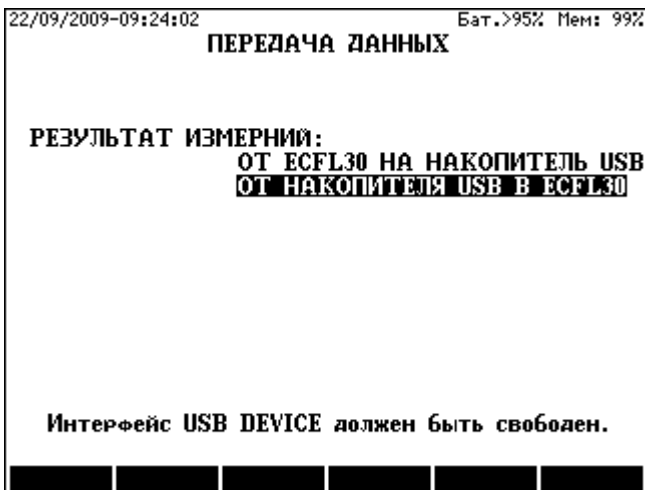 22/09/2009-09:24:02 Бат.>95% Мем: 99%
ПЕРЕДАЧА ДАННЫХ
РЕЗУЛЬТАТ ИЗМЕРНИЙ:
ОТ ECFL30 НА НАКОПИТЕЛЬ USB
ОТ НАКОПИТЕЛЯ USB В ECFL30
Интерфейс USB DEVICE должен быть свободен.